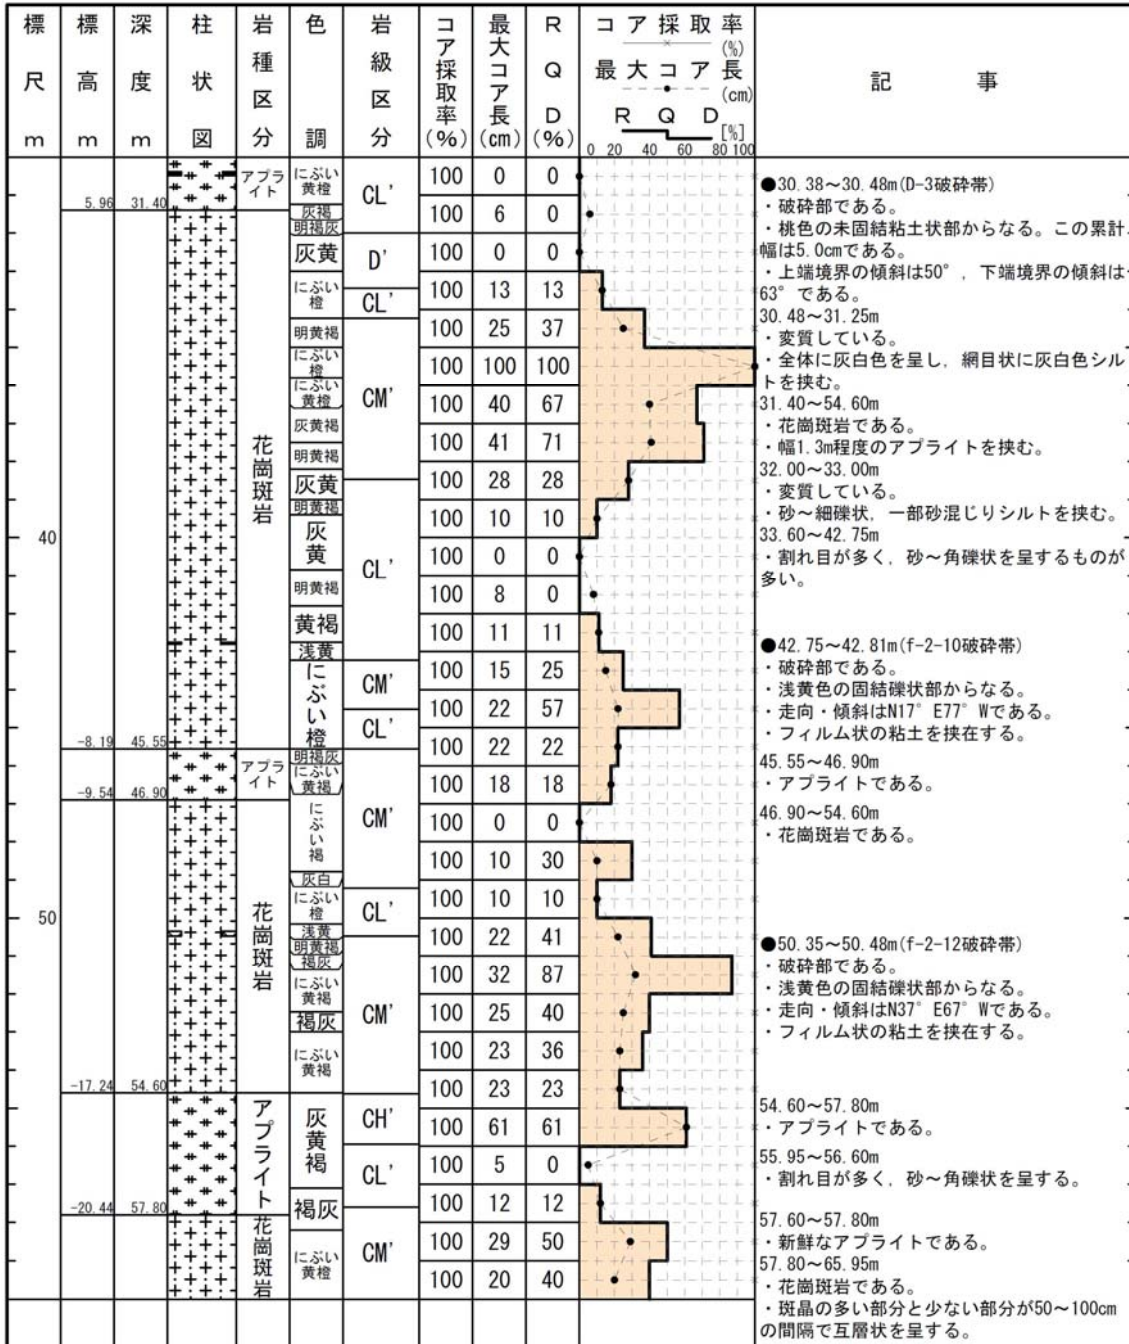 標尺m
標高m
深度m
柱状図
岩種区分
色調
岩級区分
コア採取率(%)
最大コア長(cm)
RQD(%)
コア採取率
(%)
最大コア長
(cm)
RQD
[%]
0 20 40 60 80 100
記事
40
50
5.96 31.40
-8.19 45.55
-9.54 46.90
-17.24 54.60
-20.44 57.80
アプライト
花崗斑岩
アプライト
花崗斑岩
アプライト
花崗斑岩
にぶい黄橙
灰褐
明褐灰
灰黄
にぶい橙
明黄褐
にぶい橙
にぶい黄橙
灰黄褐
明黄褐
灰黄
明黄褐
灰黄
明黄褐
黄褐
浅黄
にぶい橙
明褐灰
にぶい黄褐
にぶい褐
灰白
にぶい橙
浅黄
明黄褐
褐灰
にぶい黄褐
褐灰
にぶい黄褐
灰黄褐
褐灰
にぶい黄橙
CL'
D'
CL'
CM'
CL'
CM'
CL'
CM'
CL'
CM'
CH'
CL'
CM'
100 0 0
100 6 0
100 0 0
100 13 13
100 25 37
100 100 100
100 40 67
100 41 71
100 28 28
100 10 10
100 0 0
100 8 0
100 11 11
100 15 25
100 22 57
100 22 22
100 18 18
100 0 0
100 10 30
100 10 10
100 22 41
100 32 87
100 25 40
100 23 36
100 23 23
100 61 61
100 5 0
100 12 12
100 29 50
100 20 40
●30.38～30.48m(D-3破砕帯)
・破砕部である。
・桃色の未固結粘土状部からなる。この累計
幅は5.0cmである。
・上端境界の傾斜は50°，下端境界の傾斜は
63°である。
30.48～31.25m
・変質している。
・全体に灰白色を呈し，網目状に灰白色シル
トを挟む。
31.40～54.60m
・花崗斑岩である。
・幅1.3m程度のアプライトを挟む。
32.00～33.00m
・変質している。
・砂～細礫状，一部砂混じりシルトを挟む。
33.60～42.75m
・割れ目が多く，砂～角礫状を呈するものが
多い。
●42.75～42.81m(f-2-10破砕帯)
・破砕部である。
・浅黄色の固結礫状部からなる。
・走向・傾斜はN17°E77°Wである。
・フィルム状の粘土を挟在する。
45.55～46.90m
・アプライトである。
46.90～54.60m
・花崗斑岩である。
●50.35～50.48m(f-2-12破砕帯)
・破砕部である。
・浅黄色の固結礫状部からなる。
・走向・傾斜はN37°E67°Wである。
・フィルム状の粘土を挟在する。
54.60～57.80m
・アプライトである。
55.95～56.60m
・割れ目が多く，砂～角礫状を呈する。
57.60～57.80m
・新鮮なアプライトである。
57.80～65.95m
・花崗斑岩である。
・斑晶の多い部分と少ない部分が50～100cm
の間隔で互層状を呈する。